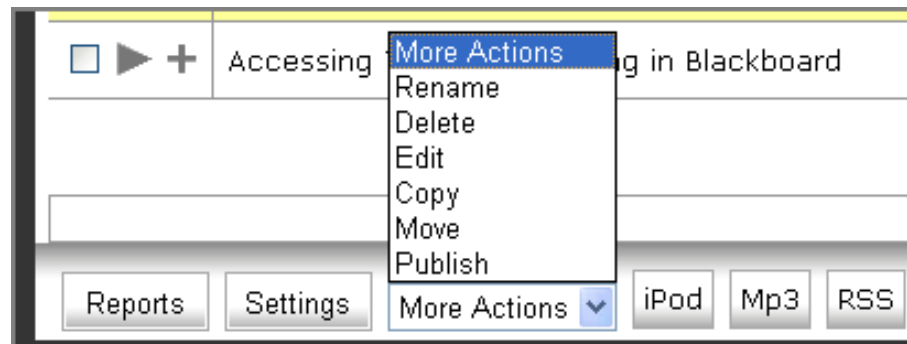 Accessing g in Blackboard
More Actions
Rename
Delete
Edit
Copy
Move
Publish
Reports Settings More Actions iPod Mp3 RSS